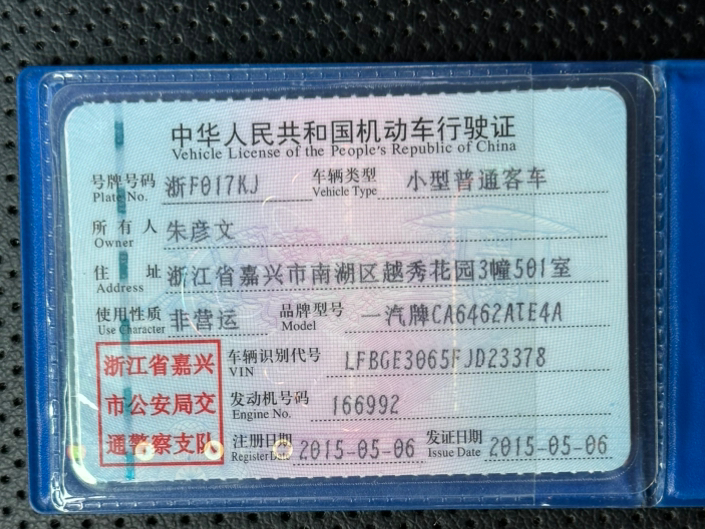 中华人民共和国机动车行驶证
Vehicle License of the People's Republic of China
号牌号码 浙F017KJ 车辆类型 小型普通客车
Plate No. Vehicle Type
所有人 朱彦文
Owner
住址 浙江省嘉兴市南湖区越秀花园3幢501室
Address
使用性质 非营运 品牌型号 一汽牌CA6462ATE4A
Use Character Model
浙江省嘉兴
市公安局交
通警察支队
车辆识别代号 LFBGE3065FJD23378
VIN
发动机号码 166992
Engine No.
注册日期 2015-05-06 发证日期 2015-05-06
Register Date Issue Date